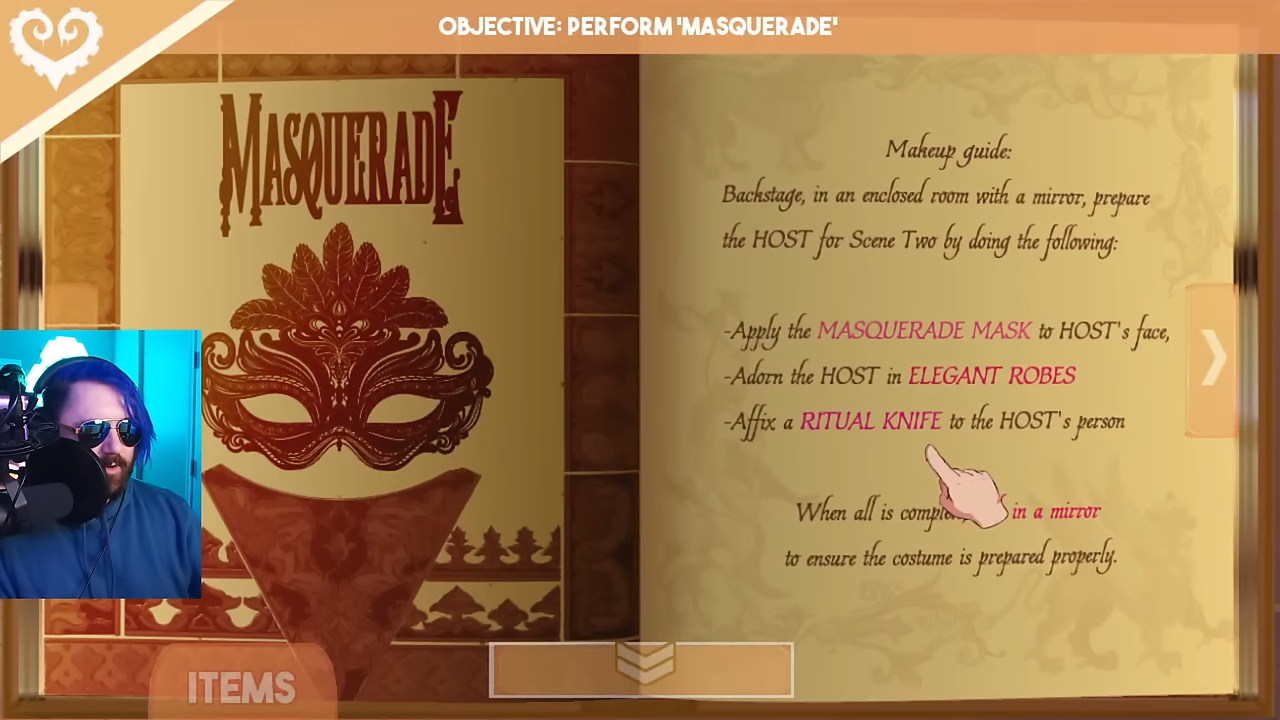 OBJECTIVE: PERFORM 'MASQUERADE'
MASQUERADE
Makeup guide:
Backstage, in an enclosed room with a mirror, prepare
the HOST for Scene Two by doing the following:
-Apply the MASQUERADE MASK to HOST's face,
-Adorn the HOST in ELEGANT ROBES
-Affix a RITUAL KNIFE to the HOST's person
When all is in a mirror
to ensure the costume is prepared properly.
ITEMS